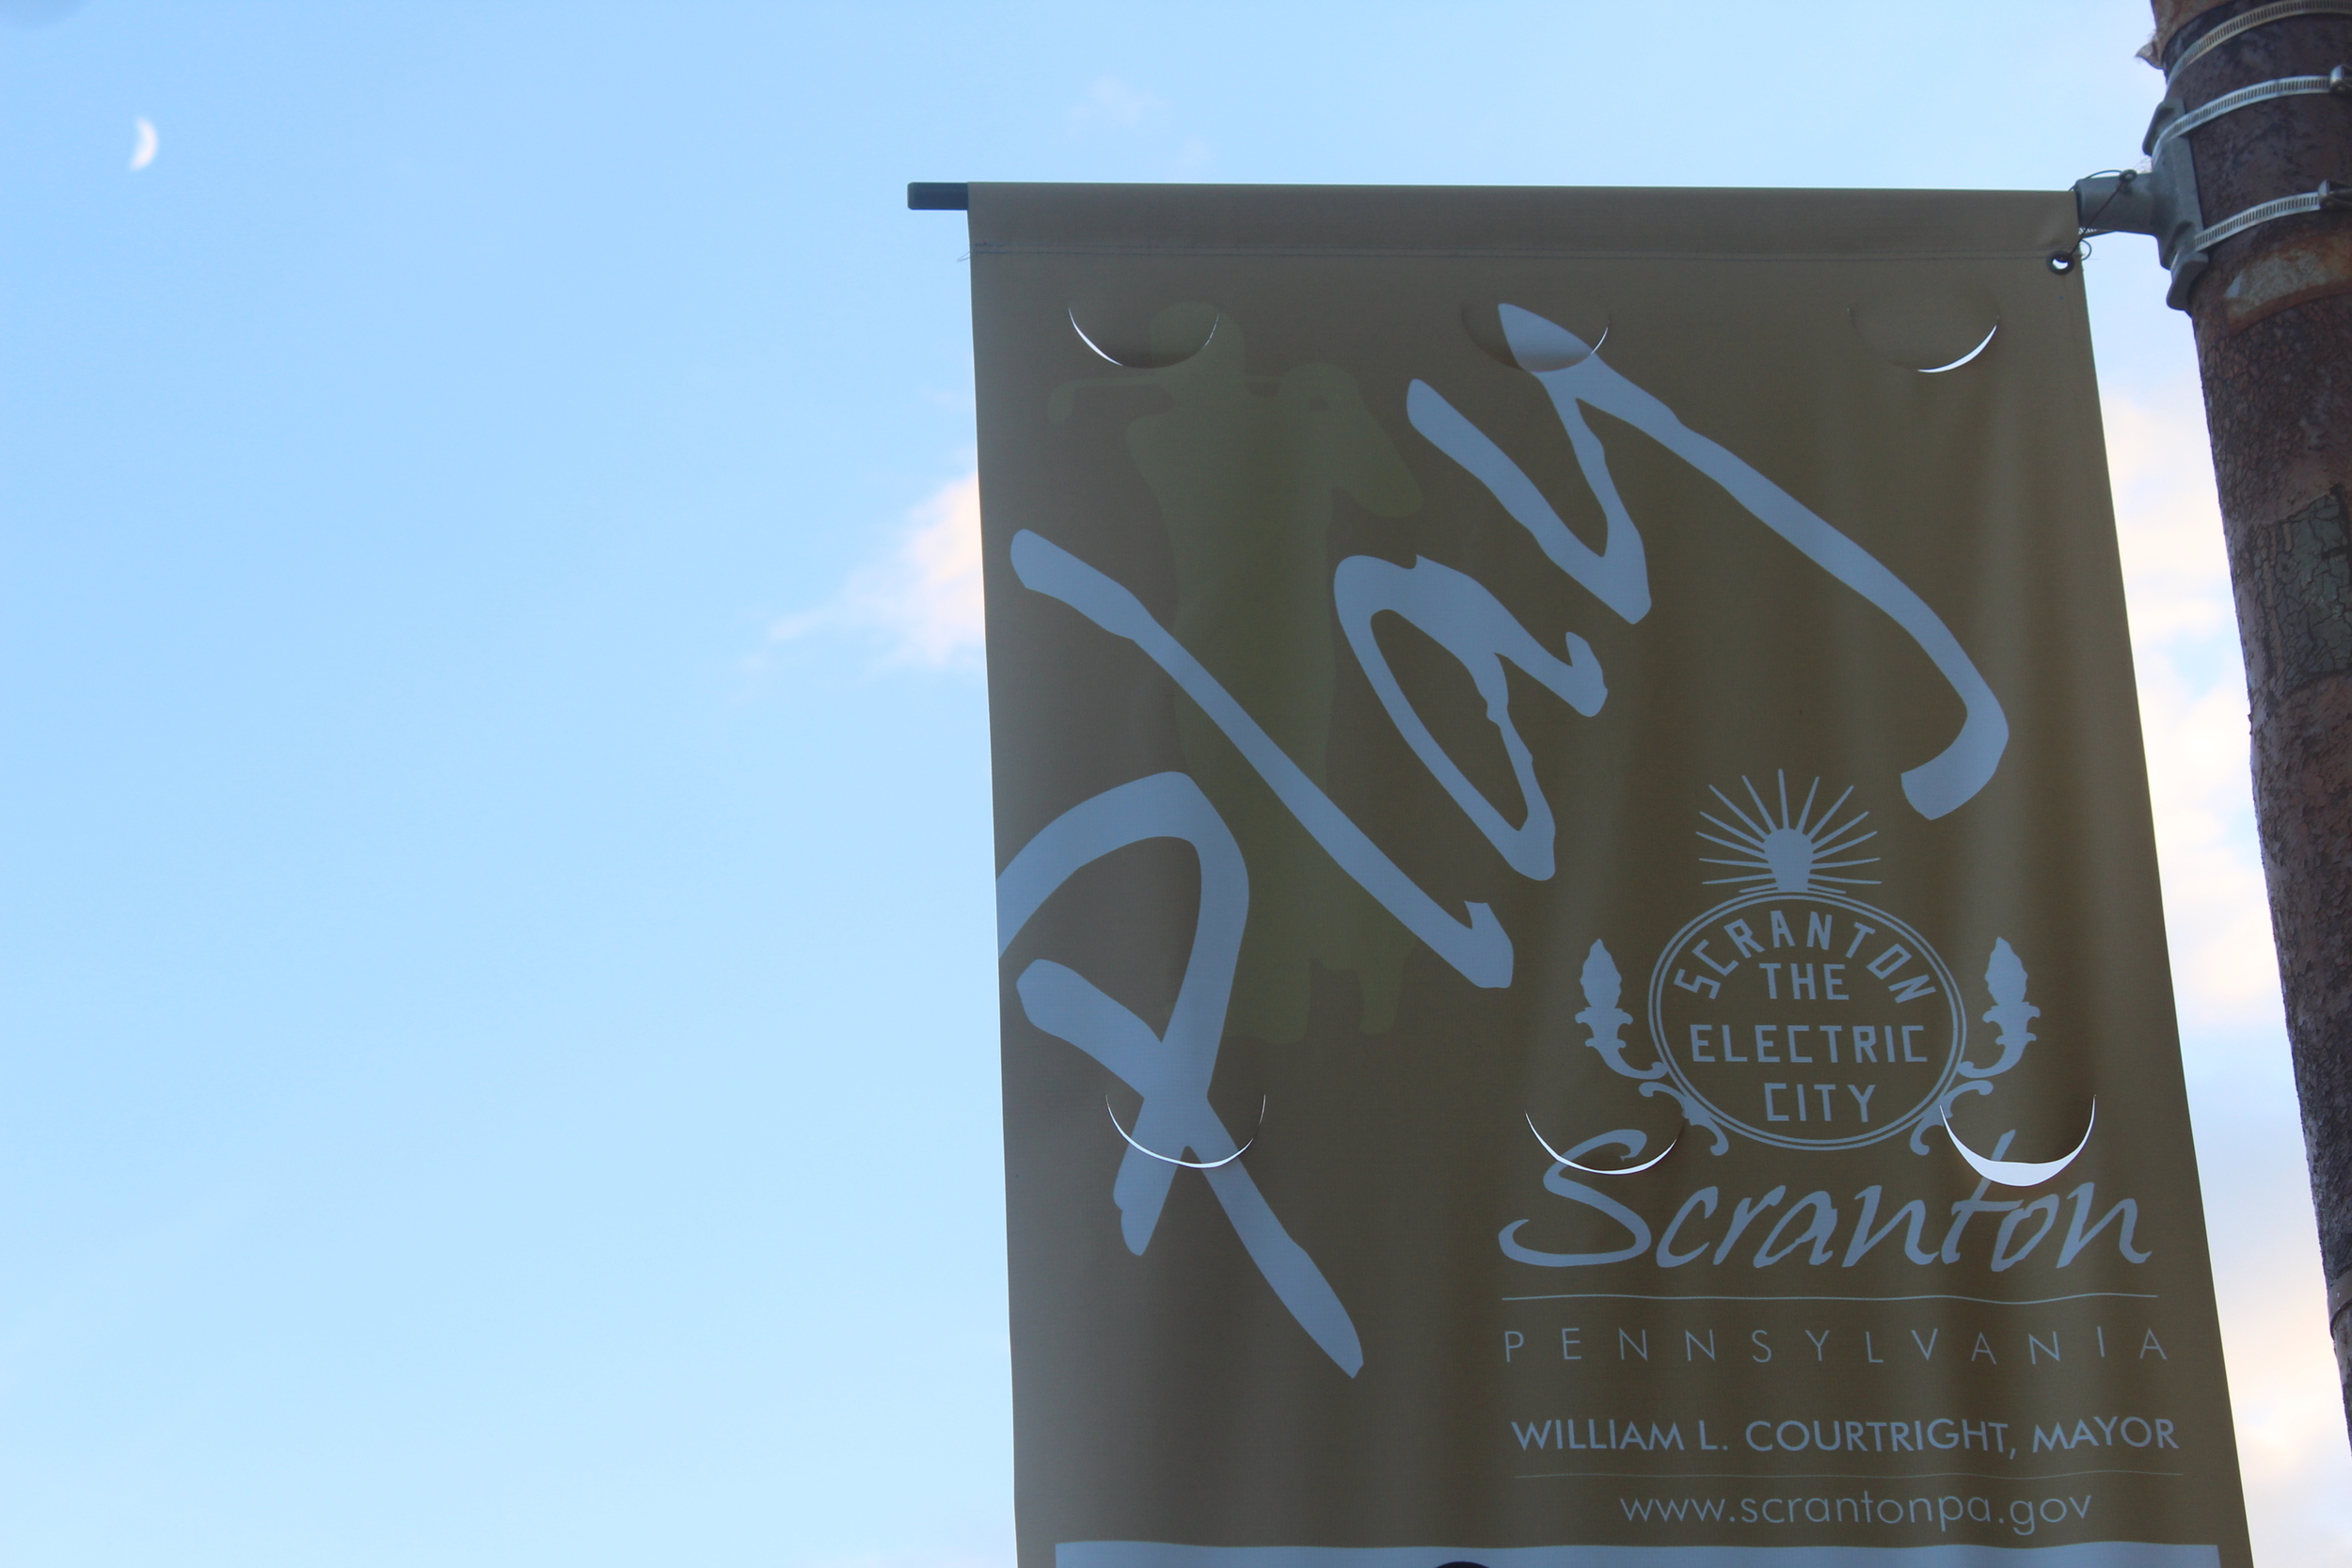 Play
SCRANTON
THE
ELECTRIC
CITY
Scranton
PENNSYLVANIA
WILLIAM L. COURTRIGHT, MAYOR
www.scrantonpa.gov